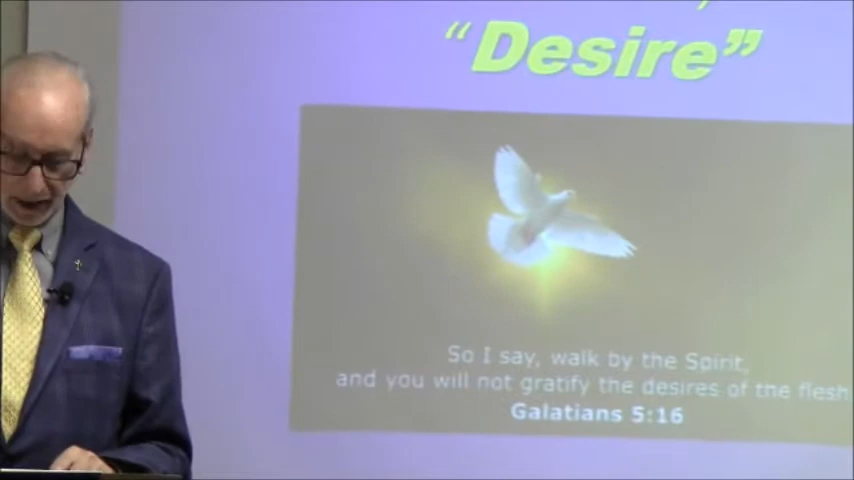 “Desire”
So I say, walk by the Spirit,
and you will not gratify the desires of the flesh
Galatians 5:16